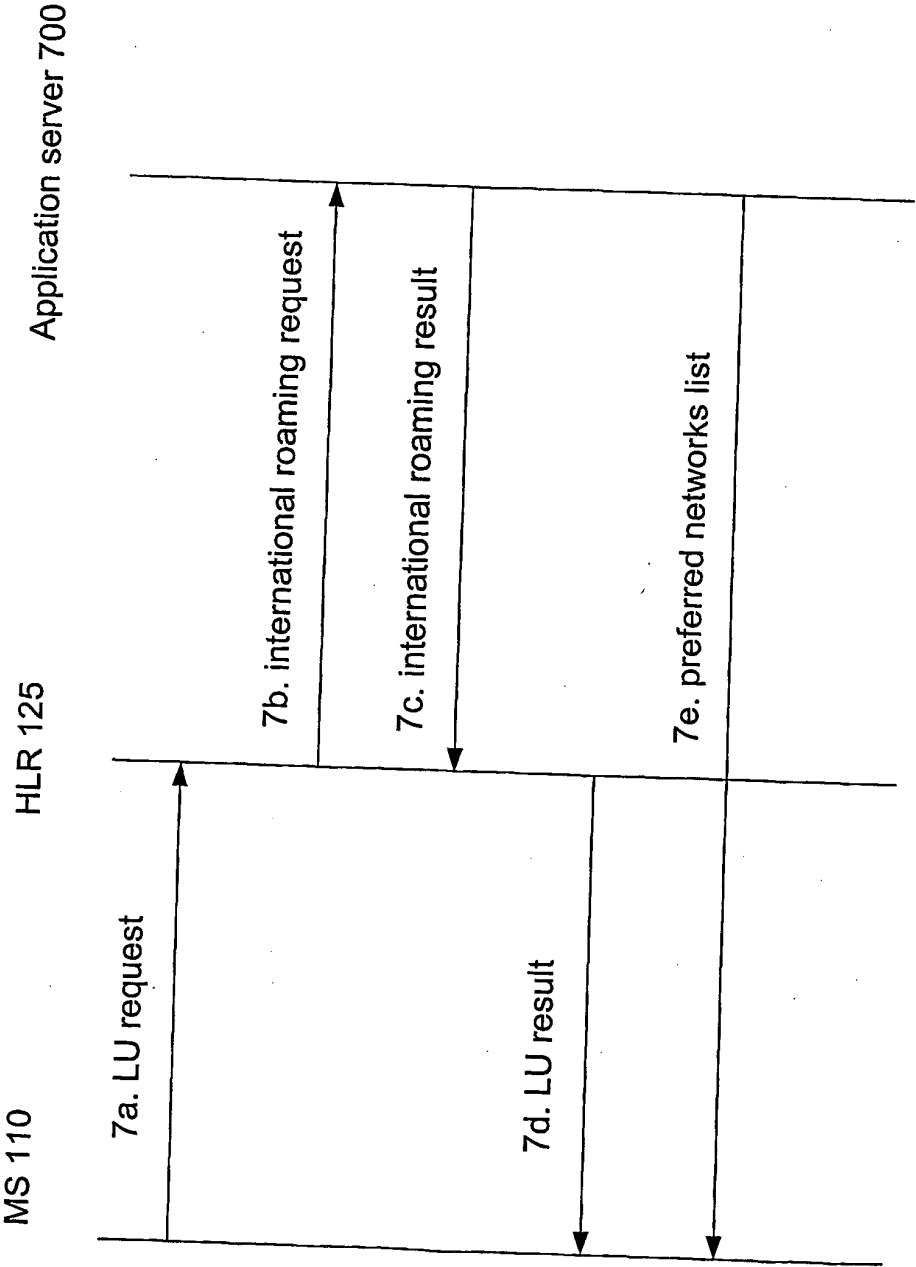 MS 110
HLR 125
Application server 700
7a. LU request
7b. international roaming request
7c. international roaming result
7d. LU result
7e. preferred networks list